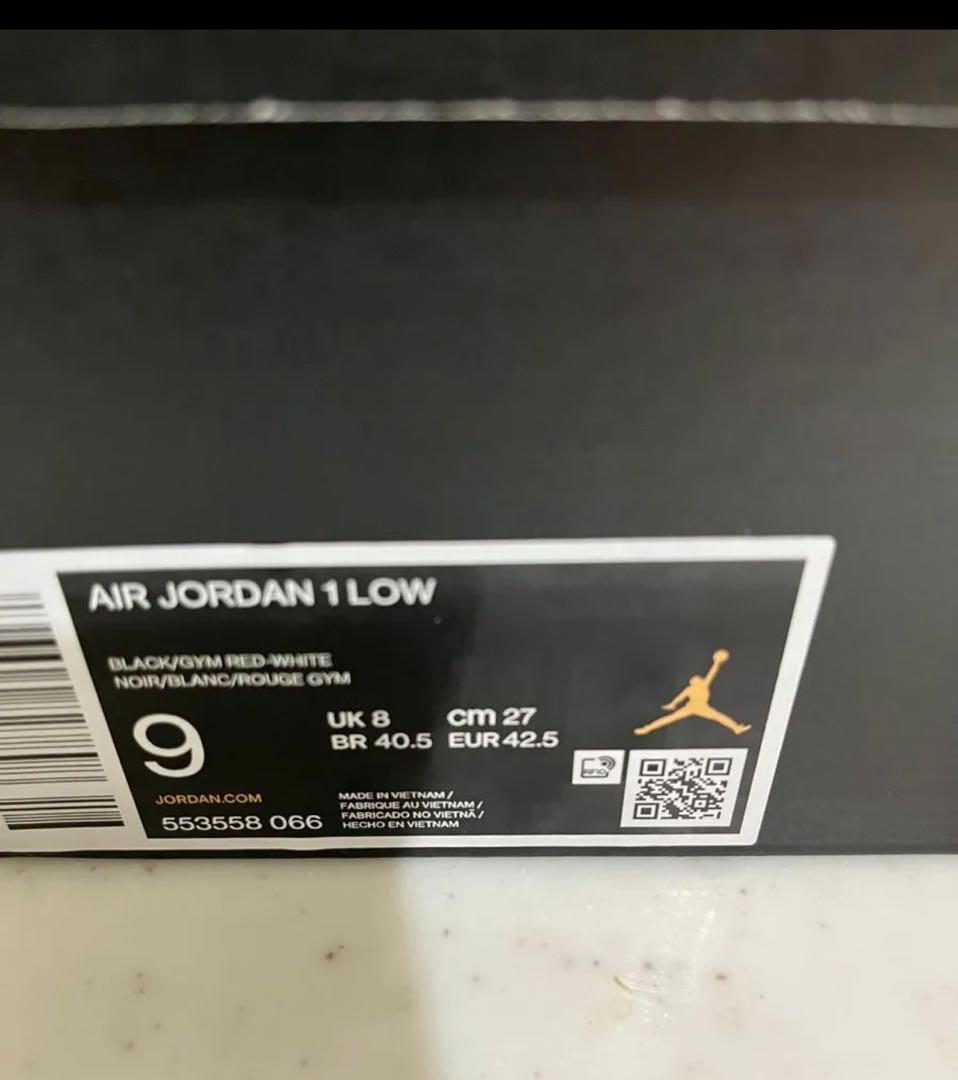 AIR JORDAN 1 LOW
BLACK/GYM RED-WHITE
NOIR/BLANC/ROUGE GYM
9
UK 8 cm 27
BR 40.5 EUR 42.5
RFID
JORDAN.COM
553558 066
MADE IN VIETNAM /
FABRIQUE AU VIETNAM /
FABRICADO NO VIETNÃ /
HECHO EN VIETNAM